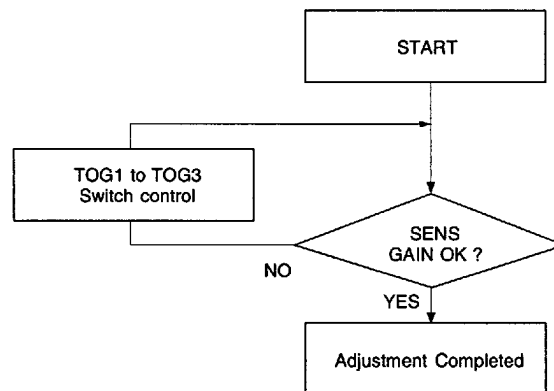 START
TOG1 to TOG3
Switch control
SENS
GAIN OK ?
NO
YES
Adjustment Completed